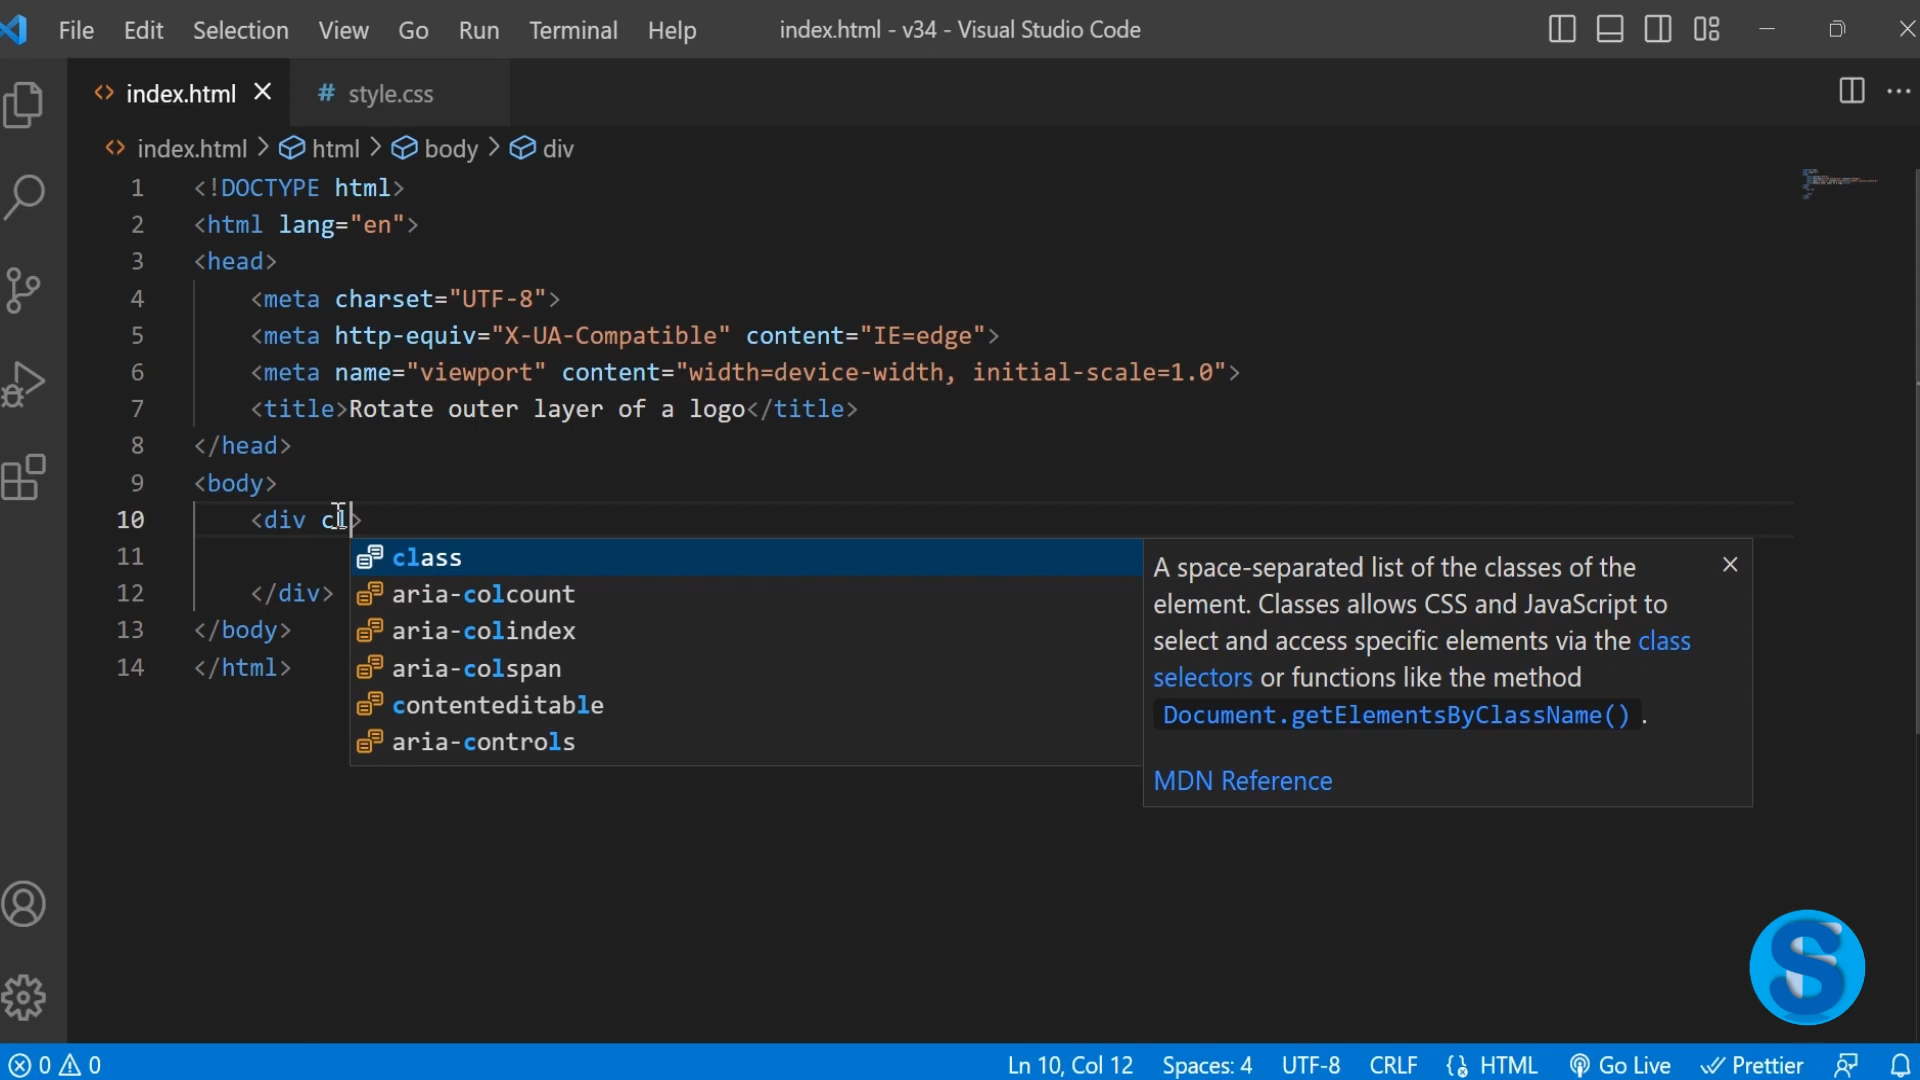 File Edit Selection View Go Run Terminal Help index.html - v34 - Visual Studio Code
index.html # style.css
index.html > html > body > div
1 <!DOCTYPE html>
2 <html lang="en">
3 <head>
4 <meta charset="UTF-8">
5 <meta http-equiv="X-UA-Compatible" content="IE=edge">
6 <meta name="viewport" content="width=device-width, initial-scale=1.0">
7 <title>Rotate outer layer of a logo</title>
8 </head>
9 <body>
10 <div cl>
11
12 </div>
13 </body>
14 </html>
class
aria-colcount
aria-colindex
aria-colspan
contenteditable
aria-controls
A space-separated list of the classes of the
element. Classes allows CSS and JavaScript to
select and access specific elements via the class
selectors or functions like the method
Document.getElementsByClassName() .
MDN Reference
S
0 0 Ln 10, Col 12 Spaces: 4 UTF-8 CRLF HTML Go Live Prettier